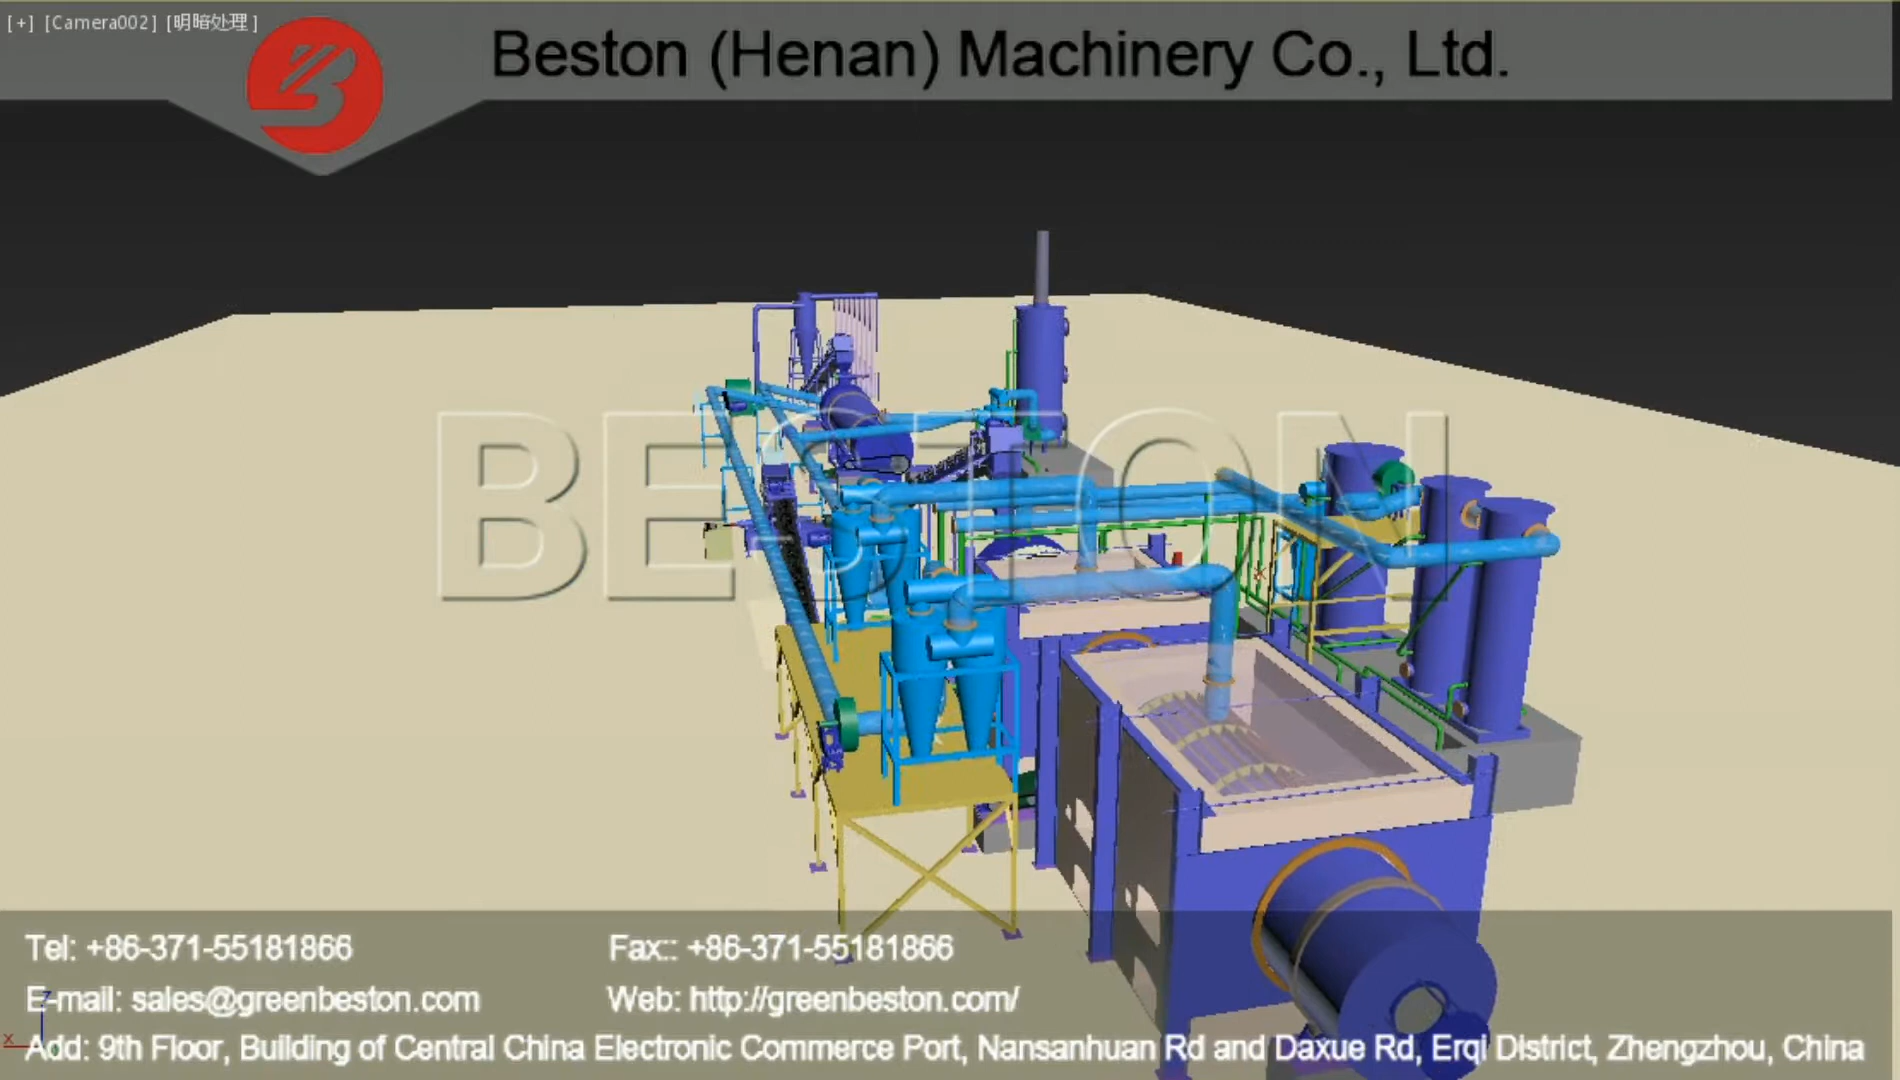 [+] [Camera002] [明暗处理]
Beston (Henan) Machinery Co., Ltd.
BESTON
Tel: +86-371-55181866
Fax:: +86-371-55181866
E-mail: sales@greenbeston.com
Web: http://greenbeston.com/
Add: 9th Floor, Building of Central China Electronic Commerce Port, Nansanhuan Rd and Daxue Rd, Erqi District, Zhengzhou, China
x
z